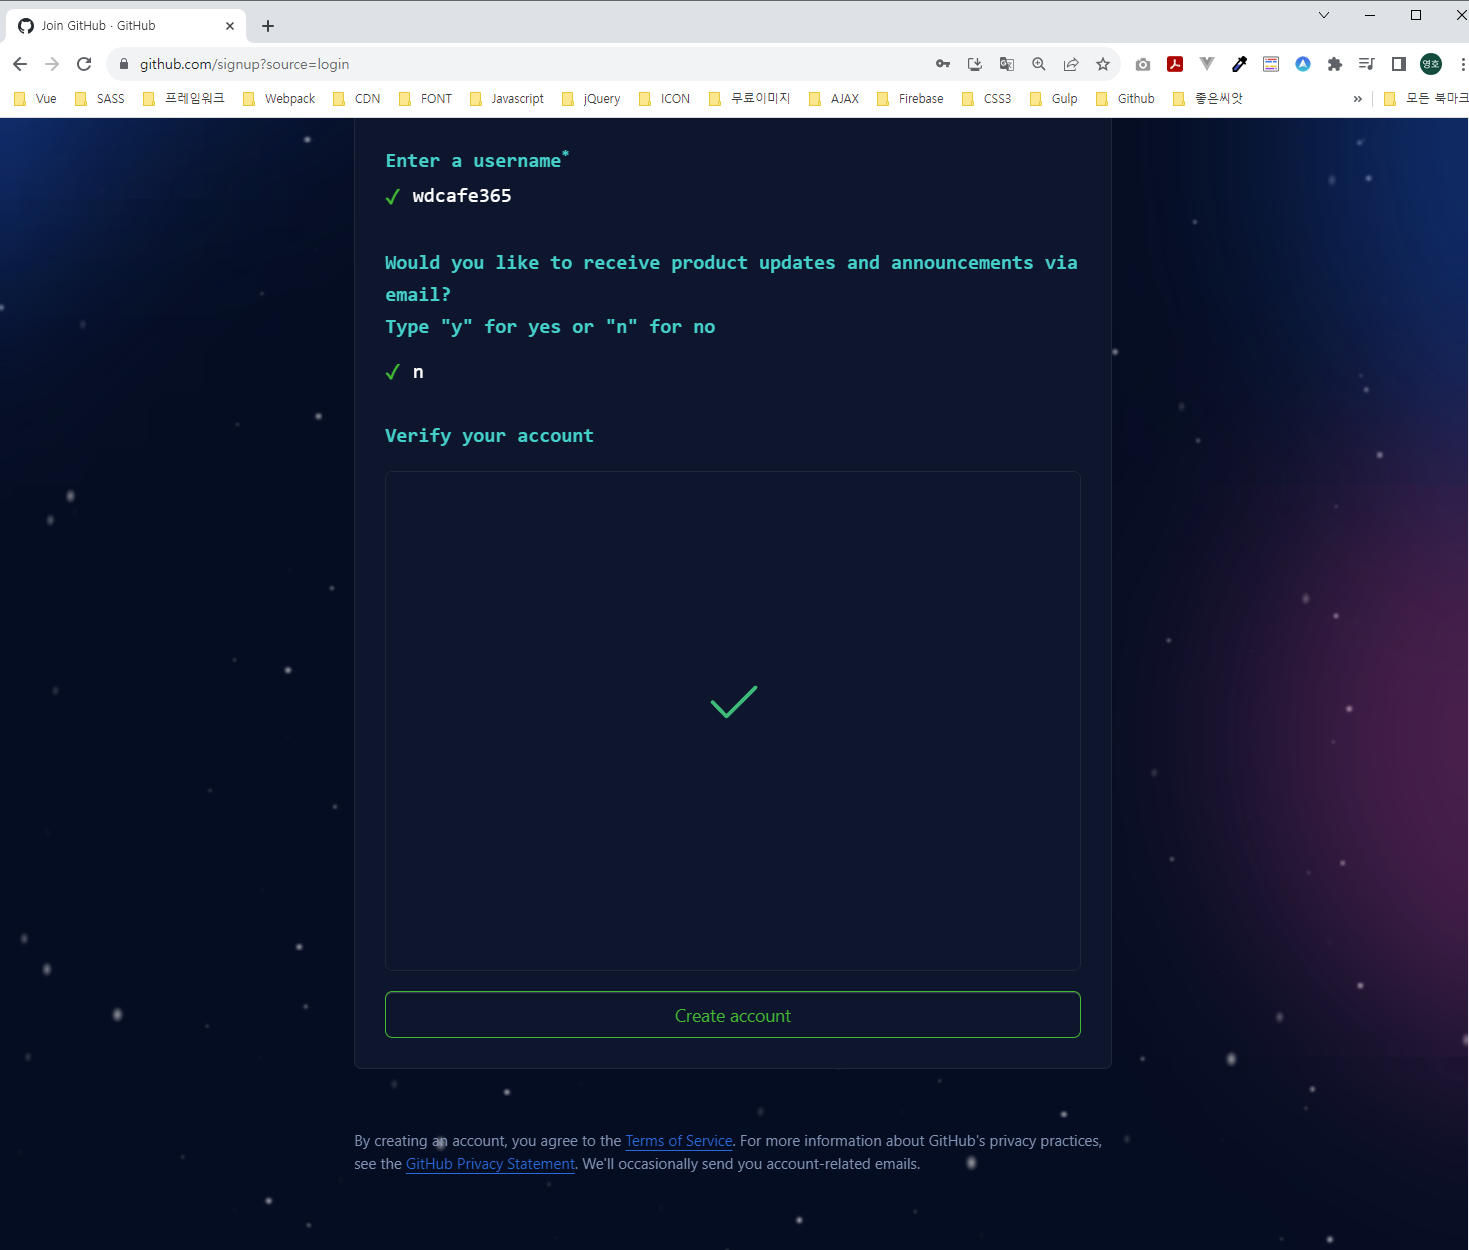 Join GitHub · GitHub
github.com/signup?source=login
영호
Vue SASS 프레임워크 Webpack CDN FONT Javascript jQuery ICON 무료이미지 AJAX Firebase CSS3 Gulp Github 좋은씨앗 » 모든 북마크
Enter a username*
wdcafe365
Would you like to receive product updates and announcements via
email?
Type "y" for yes or "n" for no
n
Verify your account
Create account
By creating an account, you agree to the Terms of Service. For more information about GitHub's privacy practices,
see the GitHub Privacy Statement. We'll occasionally send you account-related emails.